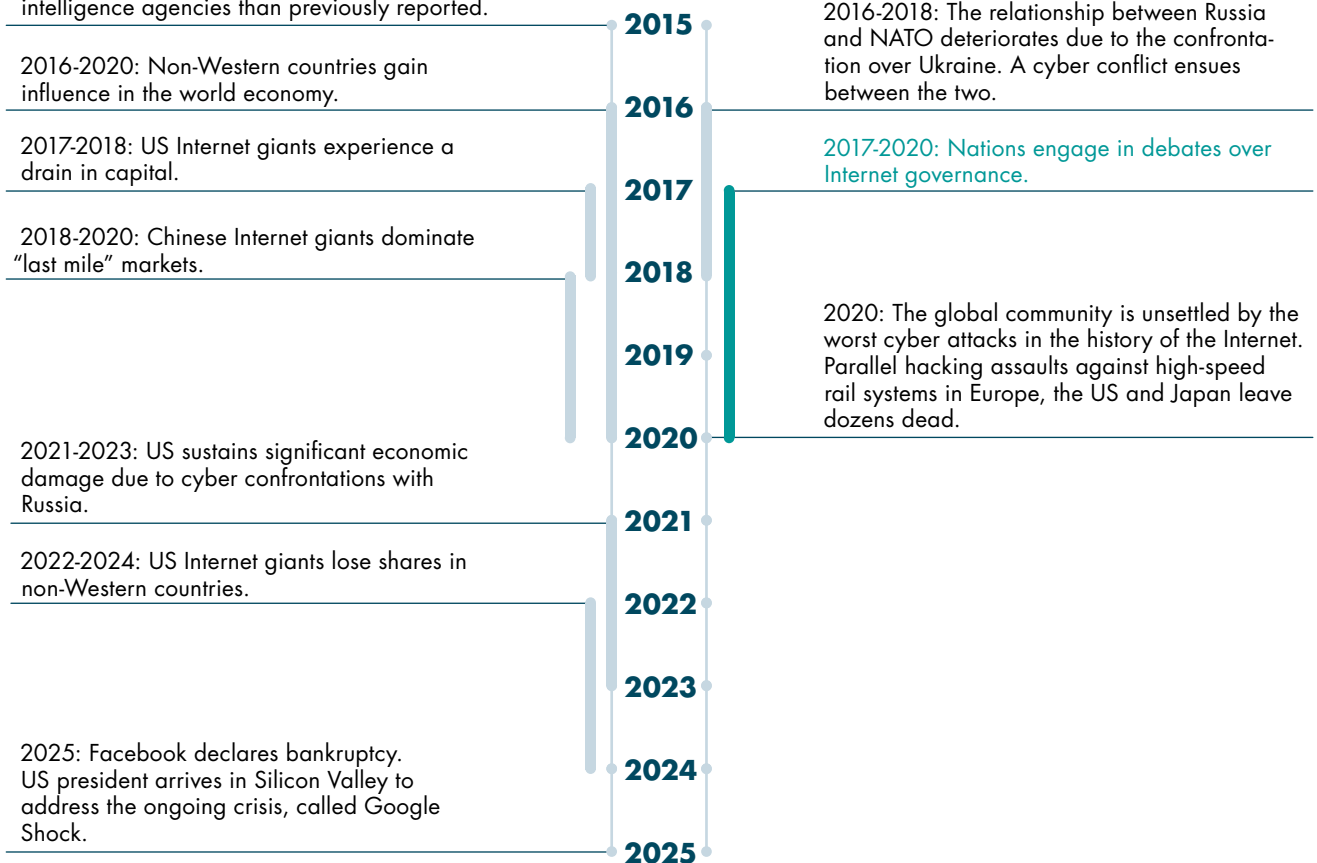 intelligence agencies than previously reported.
2016-2020: Non-Western countries gain
influence in the world economy.
2017-2018: US Internet giants experience a
drain in capital.
2018-2020: Chinese Internet giants dominate
“last mile” markets.
2021-2023: US sustains significant economic
damage due to cyber confrontations with
Russia.
2022-2024: US Internet giants lose shares in
non-Western countries.
2025: Facebook declares bankruptcy.
US president arrives in Silicon Valley to
address the ongoing crisis, called Google
Shock.
2015
2016
2017
2018
2019
2020
2021
2022
2023
2024
2025
2016-2018: The relationship between Russia
and NATO deteriorates due to the confronta-
tion over Ukraine. A cyber conflict ensues
between the two.
2017-2020: Nations engage in debates over
Internet governance.
2020: The global community is unsettled by the
worst cyber attacks in the history of the Internet.
Parallel hacking assaults against high-speed
rail systems in Europe, the US and Japan leave
dozens dead.